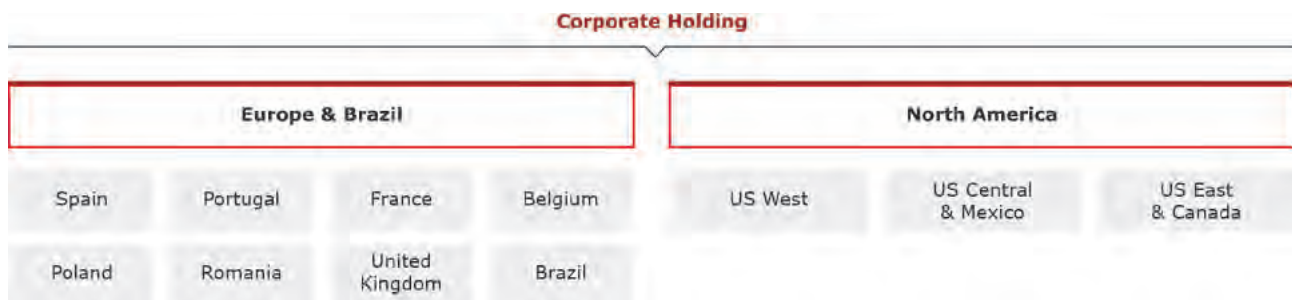 Corporate Holding
Europe & Brazil
North America
Spain
Portugal
France
Belgium
US West
US Central
& Mexico
US East
& Canada
Poland
Romania
United
Kingdom
Brazil